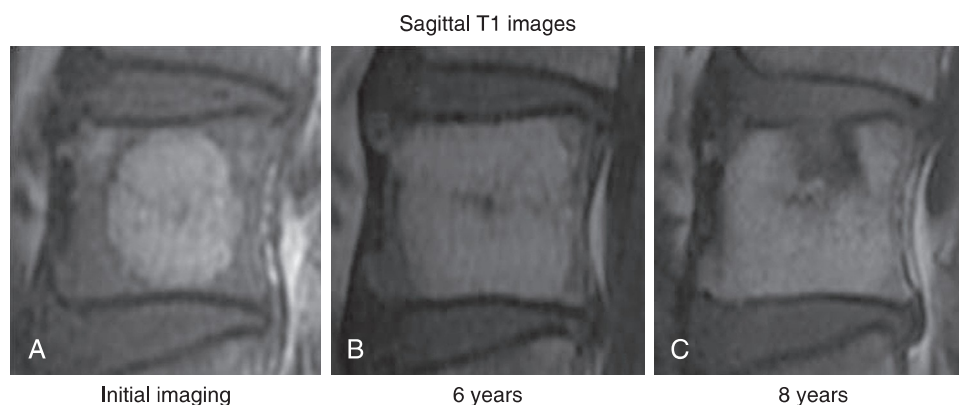 Sagittal T1 images
A
B
C
Initial imaging
6 years
8 years